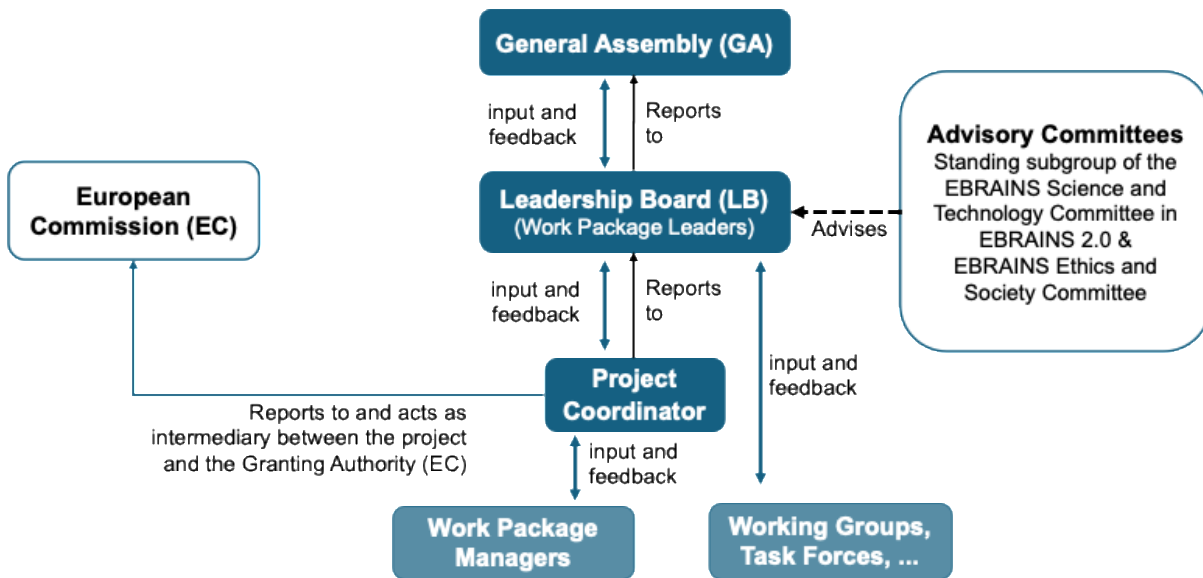 General Assembly (GA)
input and
feedback
Reports
to
Advisory Committees
Standing subgroup of the
EBRAINS Science and
Technology Committee in
EBRAINS 2.0 &
EBRAINS Ethics and
Society Committee
European
Commission (EC)
Leadership Board (LB)
(Work Package Leaders)
Advises
input and
feedback
Reports
to
input and
feedback
Project
Coordinator
Reports to and acts as
intermediary between the project
and the Granting Authority (EC)
input and
feedback
Work Package
Managers
Working Groups,
Task Forces, ...